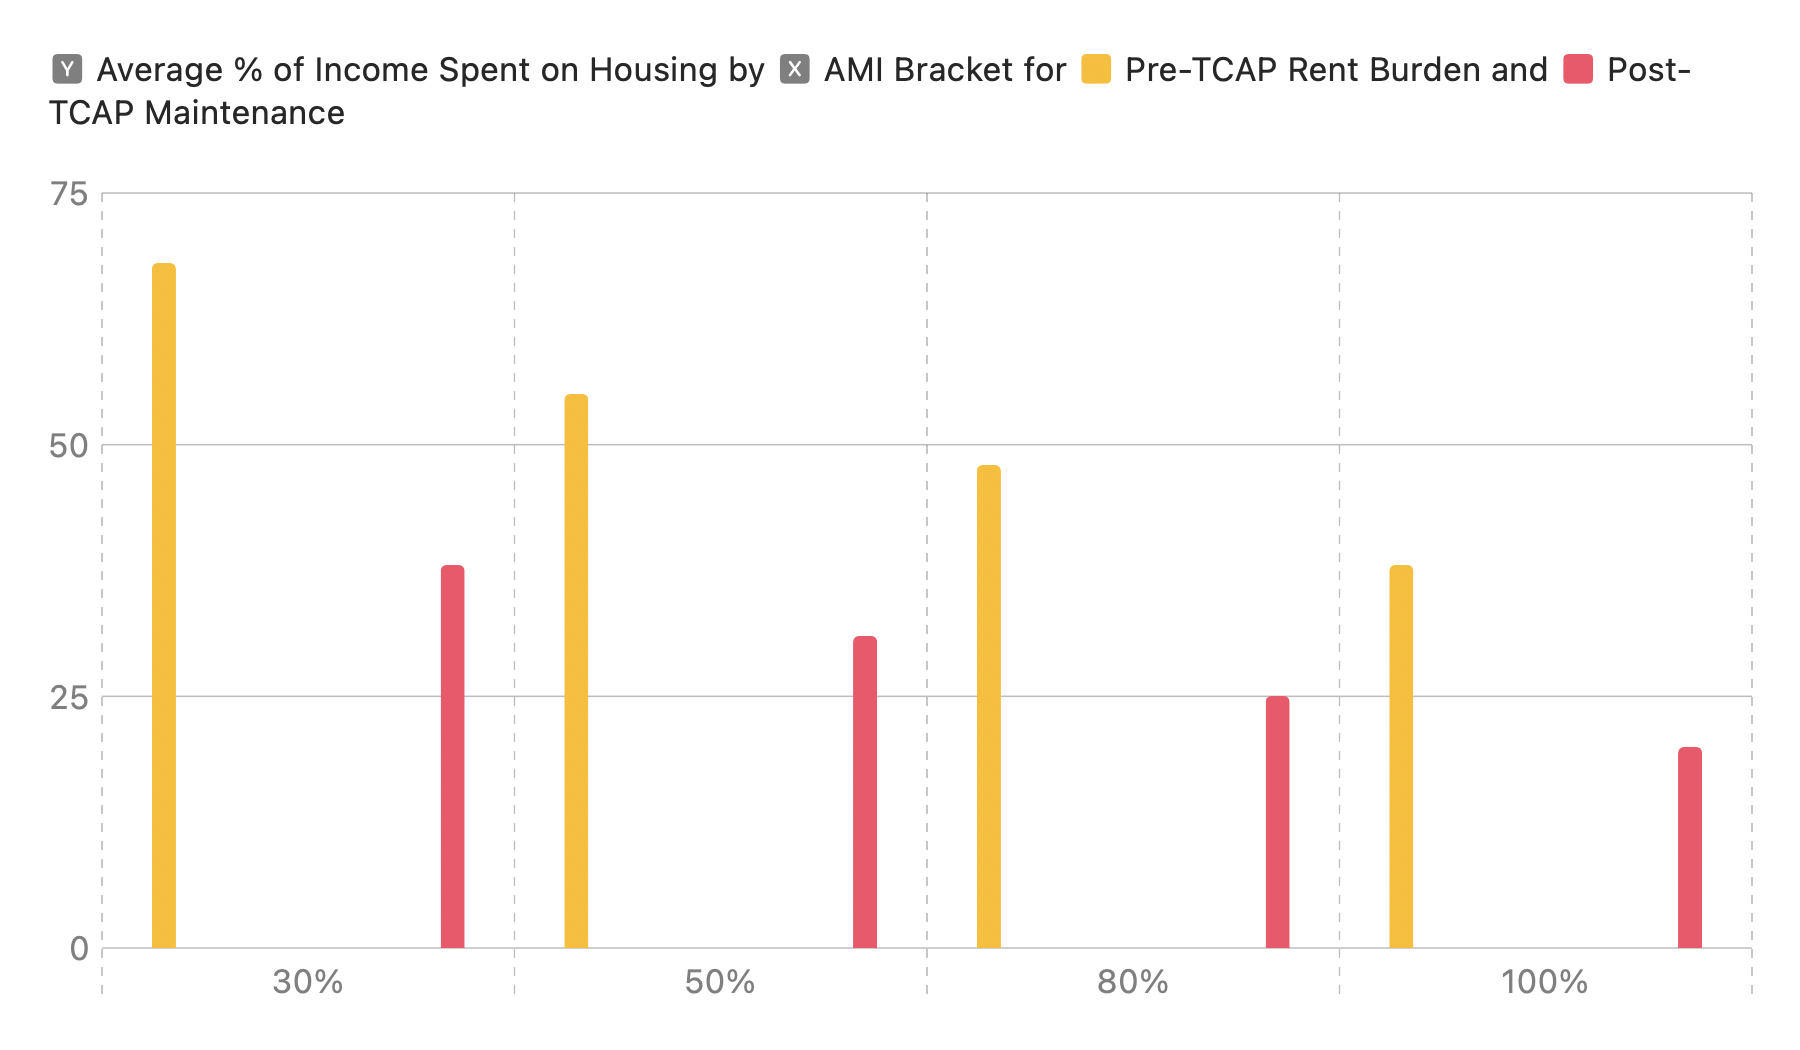 Y Average % of Income Spent on Housing by X AMI Bracket for Pre-TCAP Rent Burden and Post-
TCAP Maintenance
75
50
25
0
30% 50% 80% 100%